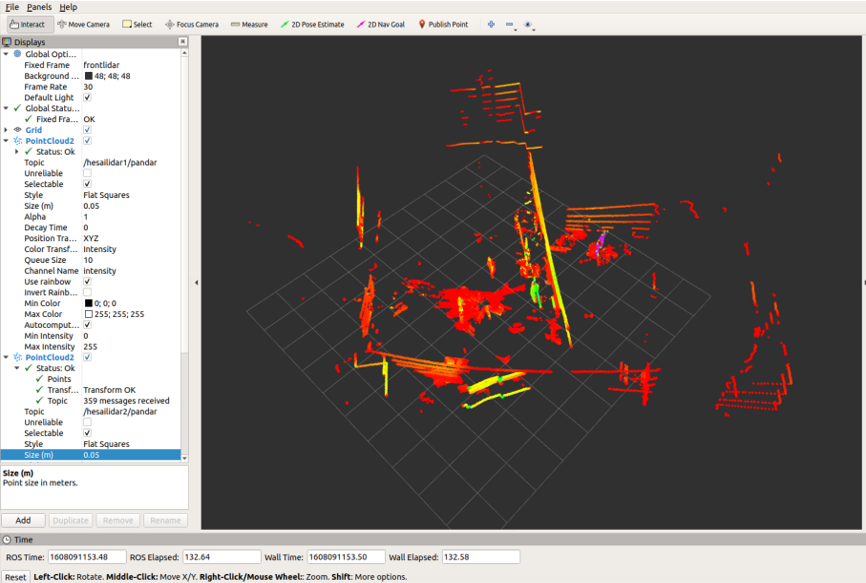 File Panels Help
Interact Move Camera Select Focus Camera Measure 2D Pose Estimate 2D Nav Goal Publish Point
Displays
Global Opti...
Fixed Frame frontlidar
Background ... 48; 48; 48
Frame Rate 30
Default Light
Global Statu...
Fixed Fra... OK
Grid
PointCloud2
Status: Ok
Topic /hesailidar1/pandar
Unreliable
Selectable
Style Flat Squares
Size (m) 0.05
Alpha 1
Decay Time 0
Position Tra... XYZ
Color Transf... Intensity
Queue Size 10
Channel Name intensity
Use rainbow
Invert Rainb...
Min Color 0; 0; 0
Max Color 255; 255; 255
Autocomput...
Min Intensity 0
Max Intensity 255
PointCloud2
Status: Ok
Points
Transf... Transform OK
Topic 359 messages received
Topic /hesailidar2/pandar
Unreliable
Selectable
Style Flat Squares
Size (m) 0.05
Size (m)
Point size in meters.
Add Duplicate Remove Rename
Time
ROS Time: 1608091153.48 ROS Elapsed: 132.64 Wall Time: 1608091153.50 Wall Elapsed: 132.58
Reset Left-Click: Rotate. Middle-Click: Move X/Y. Right-Click/Mouse Wheel:: Zoom. Shift: More options.